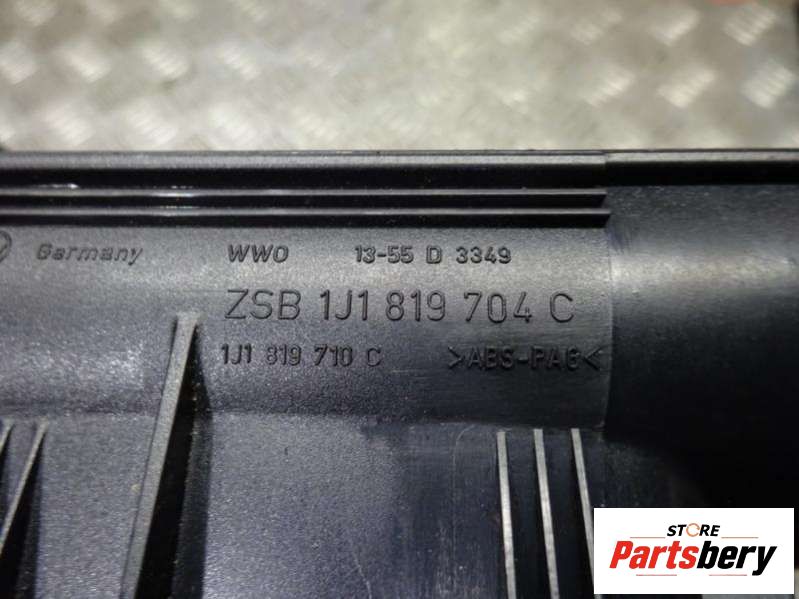 Germany WWO 13-55 D 3349
ZSB 1J1 819 704 C
1J1 819 710 C >ABS-PA6<
STORE
Partsbery